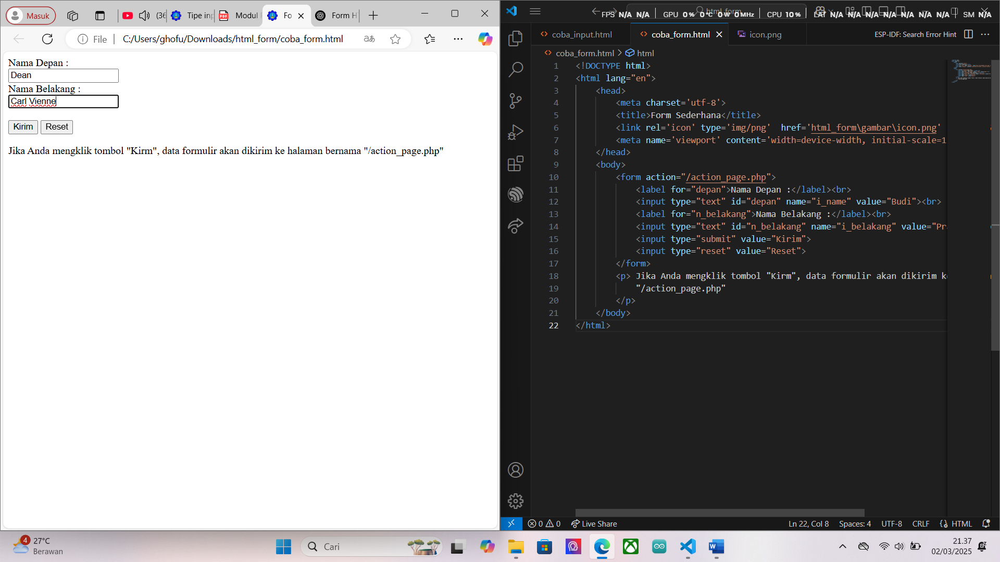 Masuk
(36
Tipe inp
Modul
Fo
Form H
File
C:/Users/ghofu/Downloads/html_form/coba_form.html
Nama Depan :
Dean
Nama Belakang :
Carl Vienne
Kirim Reset
Jika Anda mengklik tombol "Kirm", data formulir akan dikirim ke halaman bernama "/action_page.php"
html_form
FPS N/A N/A GPU 0 % 0 °C 0 W 0 MHz CPU 10 % LAT N/A N/A N/A N/A N/A N/A N/A SM N/A
coba_input.html coba_form.html icon.png ESP-IDF: Search Error Hint
coba_form.html > html
1 <!DOCTYPE html>
2 <html lang="en">
3 <head>
4 <meta charset='utf-8'>
5 <title>Form Sederhana</title>
6 <link rel='icon' type='img/png'  href='html_form\gambar\icon.png'
7 <meta name='viewport' content='width=device-width, initial-scale=1
8 </head>
9 <body>
10 <form action="/action_page.php">
11 <label for="depan">Nama Depan :</label><br>
12 <input type="text" id="depan" name="i_name" value="Budi"><br>
13 <label for="n_belakang">Nama Belakang :</label><br>
14 <input type="text" id="n_belakang" name="i_belakang" value="Pr
15 <input type="submit" value="Kirim">
16 <input type="reset" value="Reset">
17 </form>
18 <p> Jika Anda mengklik tombol "Kirm", data formulir akan dikirim k
19 "/action_page.php"
20 </p>
21 </body>
22 </html>
0 0 Live Share Ln 22, Col 8 Spaces: 4 UTF-8 CRLF HTML
4 27°C
Berawan
Cari
21.37
02/03/2025